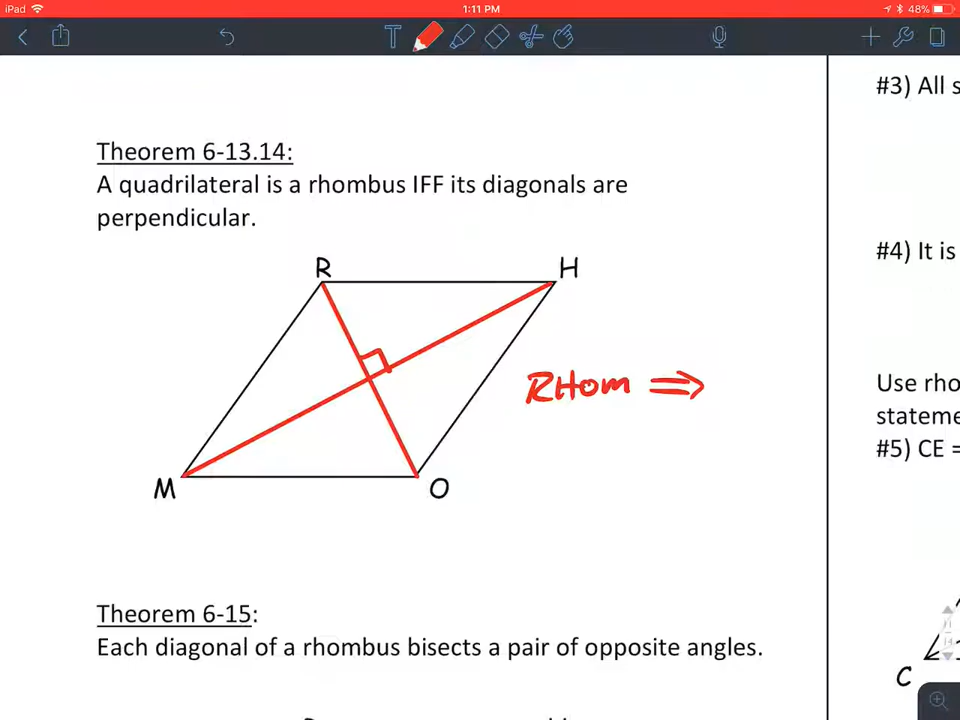 iPad 1:11 PM 48%
T
#3) All s
Theorem 6-13.14:
A quadrilateral is a rhombus IFF its diagonals are
perpendicular.
#4) It is
R H
RHom ⇒
Use rho
stateme
#5) CE =
M O
Theorem 6-15:
Each diagonal of a rhombus bisects a pair of opposite angles.
C